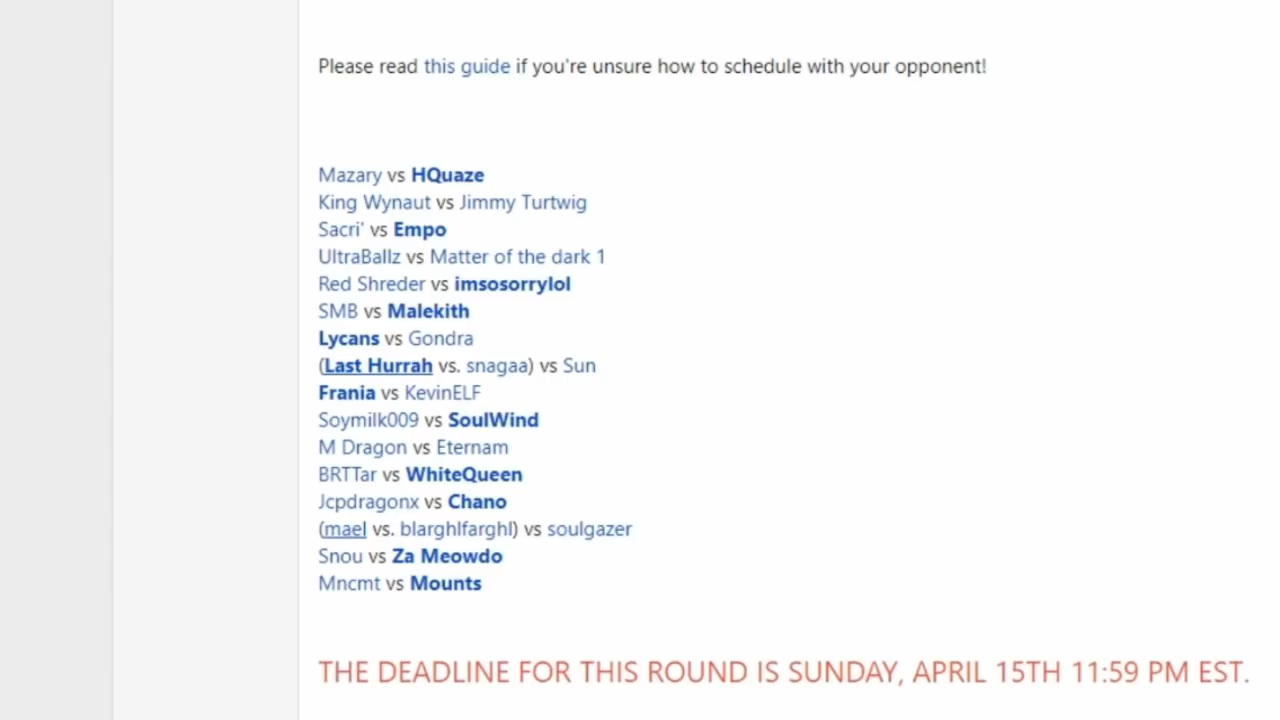 Please read this guide if you're unsure how to schedule with your opponent!
Mazary vs HQuaze
King Wynaut vs Jimmy Turtwig
Sacri' vs Empo
UltraBallz vs Matter of the dark 1
Red Shreder vs imsosorrylol
SMB vs Malekith
Lycans vs Gondra
(Last Hurrah vs. snagaa) vs Sun
Frania vs KevinELF
Soymilk009 vs SoulWind
M Dragon vs Eternam
BRTTar vs WhiteQueen
Jcpdragonx vs Chano
(mael vs. blarghlfarghl) vs soulgazer
Snou vs Za Meowdo
Mncmt vs Mounts
THE DEADLINE FOR THIS ROUND IS SUNDAY, APRIL 15TH 11:59 PM EST.